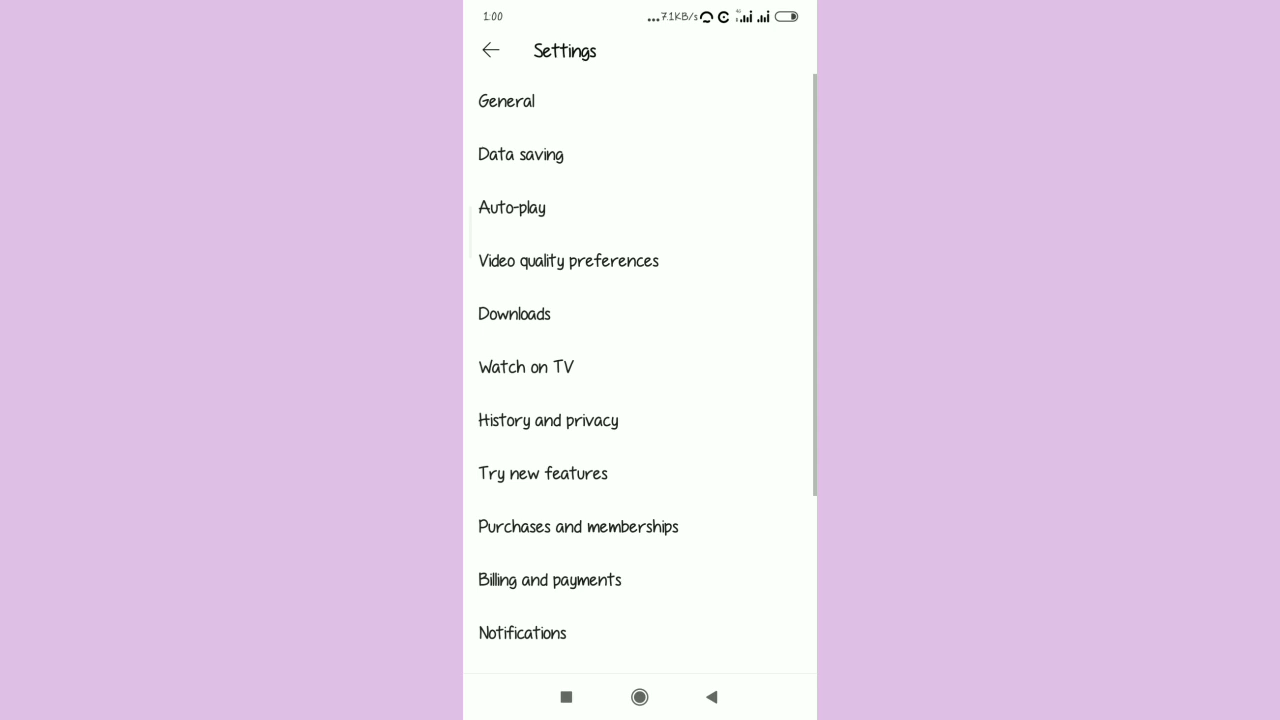 1:00 ...7.1KB/s 4G
Settings
General
Data saving
Auto-play
Video quality preferences
Downloads
Watch on TV
History and privacy
Try new features
Purchases and memberships
Billing and payments
Notifications